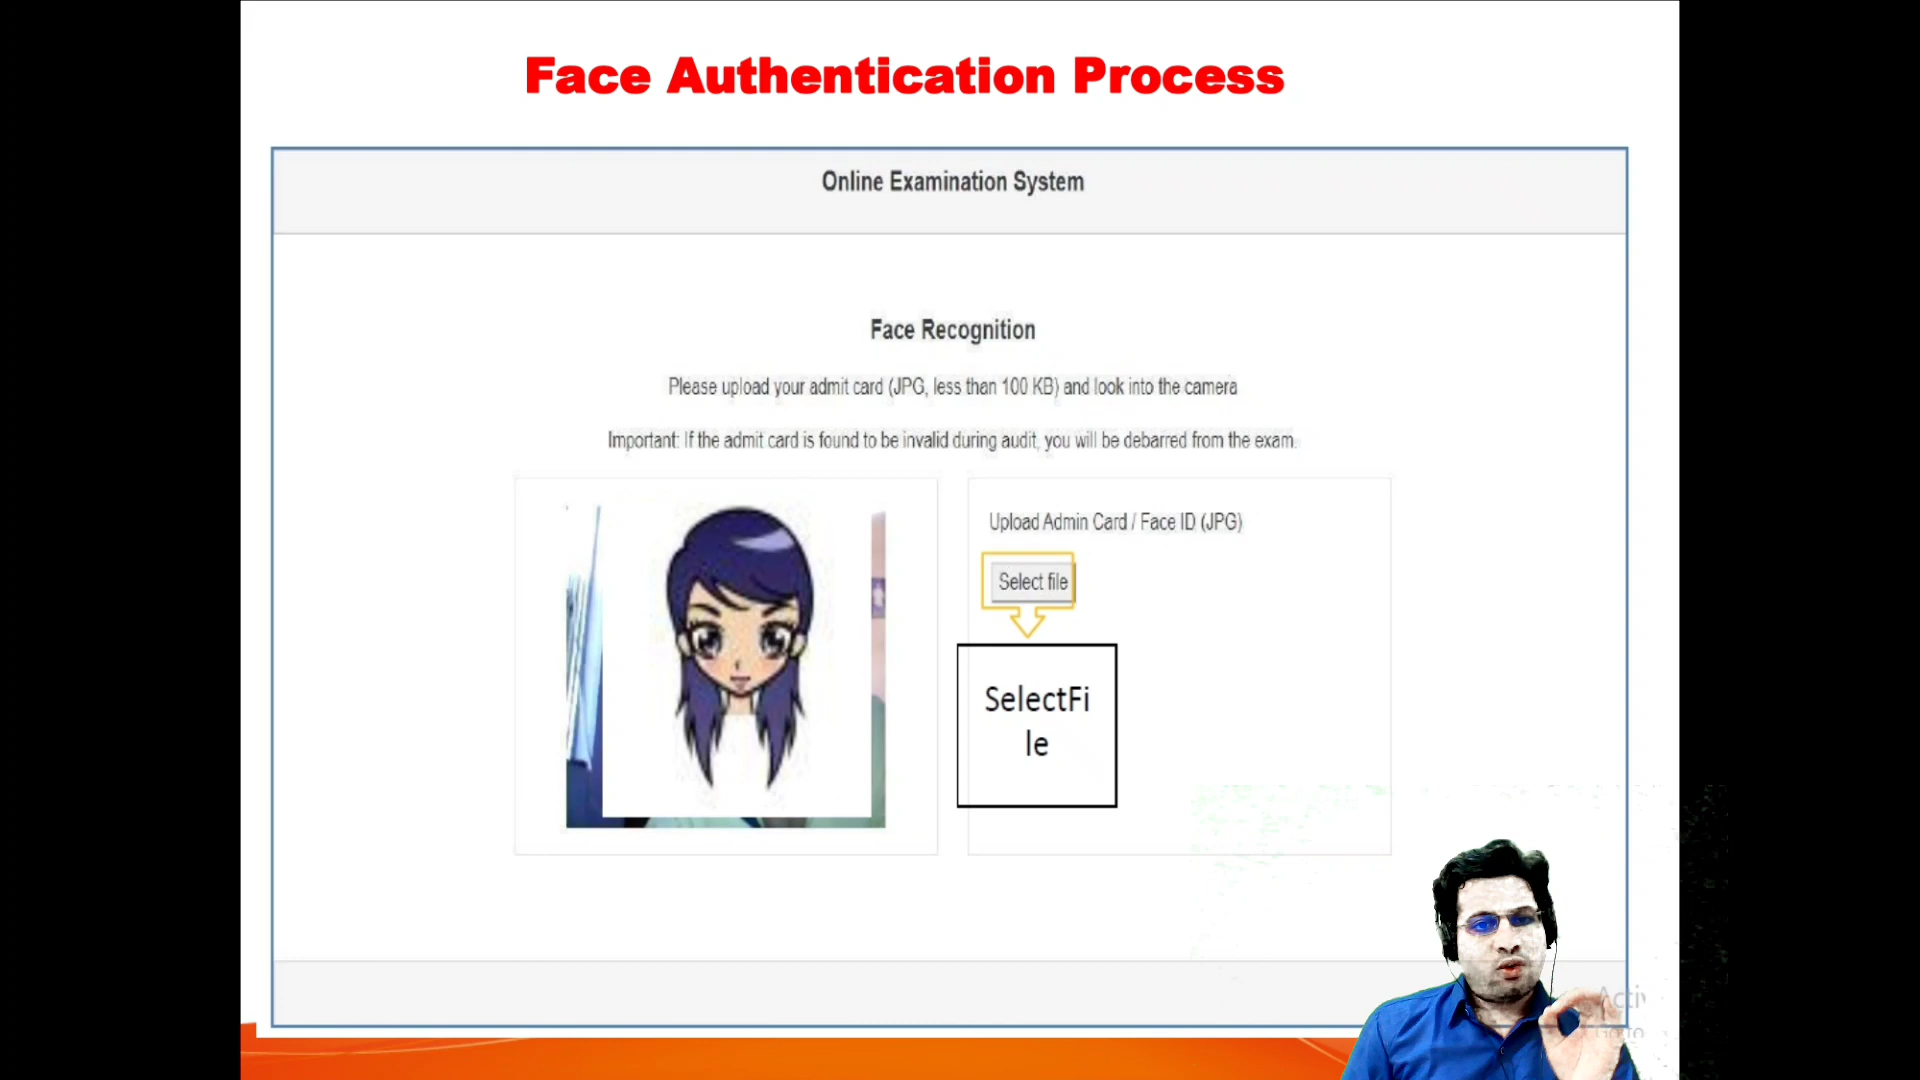 Face Authentication Process
Online Examination System
Face Recognition
Please upload your admit card (JPG, less than 100 KB) and look into the camera
Important: If the admit card is found to be invalid during audit, you will be debarred from the exam.
Upload Admin Card / Face ID (JPG)
Select file
SelectFi
le
Acti